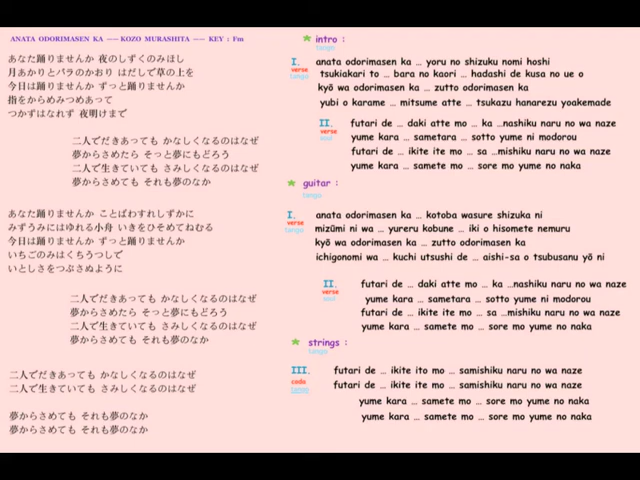 ANATA ODORIMASEN KA —— KOZO MURASHITA —— KEY : Fm
あなた踊りませんか 夜のしずくのみほし
月あかりとバラのかおり はだしで草の上を
今日は踊りませんか ずっと踊りませんか
指をからめみつめあって
つかずはなれず 夜明けまで
二人でだきあっても かなしくなるのはなぜ
夢からさめたら そっと夢にもどろう
二人で生きていても さみしくなるのはなぜ
夢からさめても それも夢のなか
あなた踊りませんか ことばわすれしずかに
みずうみにはゆれる小舟 いきをひそめてねむる
今日は踊りませんか ずっと踊りませんか
いちごのみはくちうつしで
いとしさをつぶさぬように
二人でだきあっても かなしくなるのはなぜ
夢からさめたら そっと夢にもどろう
二人で生きていても さみしくなるのはなぜ
夢からさめても それも夢のなか
二人でだきあっても かなしくなるのはなぜ
二人で生きていても さみしくなるのはなぜ
夢からさめても それも夢のなか
夢からさめても それも夢のなか
intro :
tango
I.
verse
tango
anata odorimasen ka ... yoru no shizuku nomi hoshi
tsukiakari to ... bara no kaori ... hadashi de kusa no ue o
kyō wa odorimasen ka ... zutto odorimasen ka
yubi o karame ... mitsume atte ... tsukazu hanarezu yoakemade
II.
verse
soul
futari de ... daki atte mo ... ka ...nashiku naru no wa naze
yume kara ... sametara ... sotto yume ni modorou
futari de ... ikite ite mo ... sa ...mishiku naru no wa naze
yume kara ... samete mo ... sore mo yume no naka
guitar :
tango
I.
verse
tango
anata odorimasen ka ... kotoba wasure shizuka ni
mizūmi ni wa ... yureru kobune ... iki o hisomete nemuru
kyō wa odorimasen ka ... zutto odorimasen ka
ichigonomi wa ... kuchi utsushi de ... aishi-sa o tsubusanu yō ni
II.
verse
soul
futari de ... daki atte mo ... ka ...nashiku naru no wa naze
yume kara ... sametara ... sotto yume ni modorou
futari de ... ikite ite mo ... sa ...mishiku naru no wa naze
yume kara ... samete mo ... sore mo yume no naka
strings :
tango
III.
coda
tango
futari de ... ikite ito mo ... samishiku naru no wa naze
futari de ... ikite ite mo ... samishiku naru no wa naze
yume kara ... samete mo ... sore mo yume no naka
yume kara ... samete mo ... sore mo yume no naka